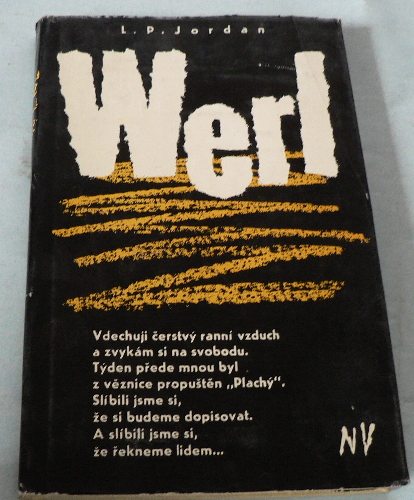 L.P. Jordan
Werl
Vdechuji čerstvý ranní vzduch
a zvykám si na svobodu.
Týden přede mnou byl
z věznice propuštěn „Plachý“.
Slíbili jsme si,
že si budeme dopisovat.
A slíbili jsme si,
že řekneme lidem...
NV